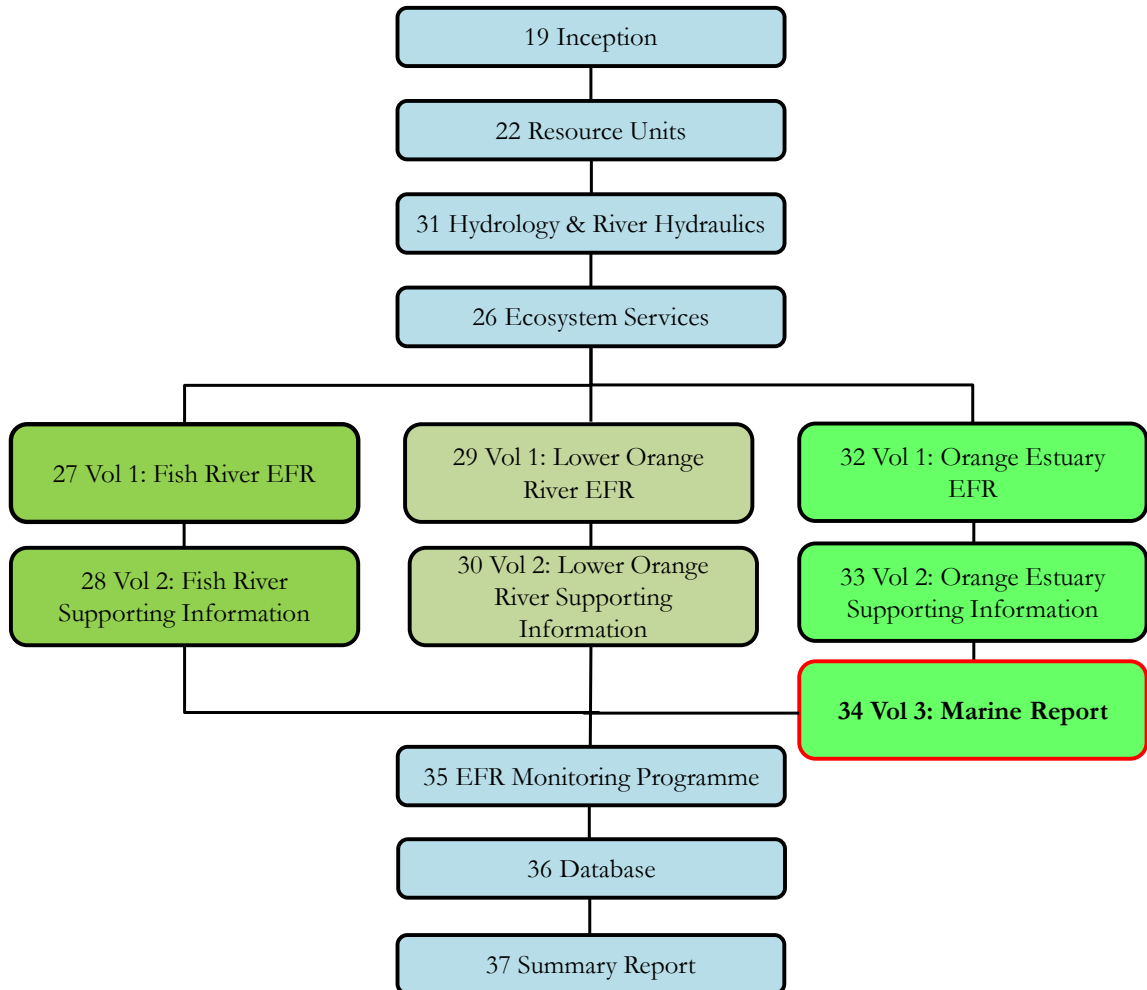 19 Inception
22 Resource Units
31 Hydrology & River Hydraulics
26 Ecosystem Services
27 Vol 1: Fish River EFR
29 Vol 1: Lower Orange
River EFR
32 Vol 1: Orange Estuary
EFR
28 Vol 2: Fish River
Supporting Information
30 Vol 2: Lower Orange
River Supporting
Information
33 Vol 2: Orange Estuary
Supporting Information
34 Vol 3: Marine Report
35 EFR Monitoring Programme
36 Database
37 Summary Report